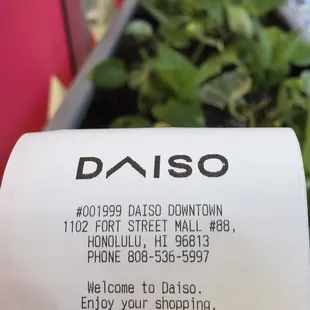 DAISO
#001999 DAISO DOWNTOWN
1102 FORT STREET MALL #88,
HONOLULU, HI 96813
PHONE 808-536-5997
Welcome to Daiso.
Enjoy your shopping,